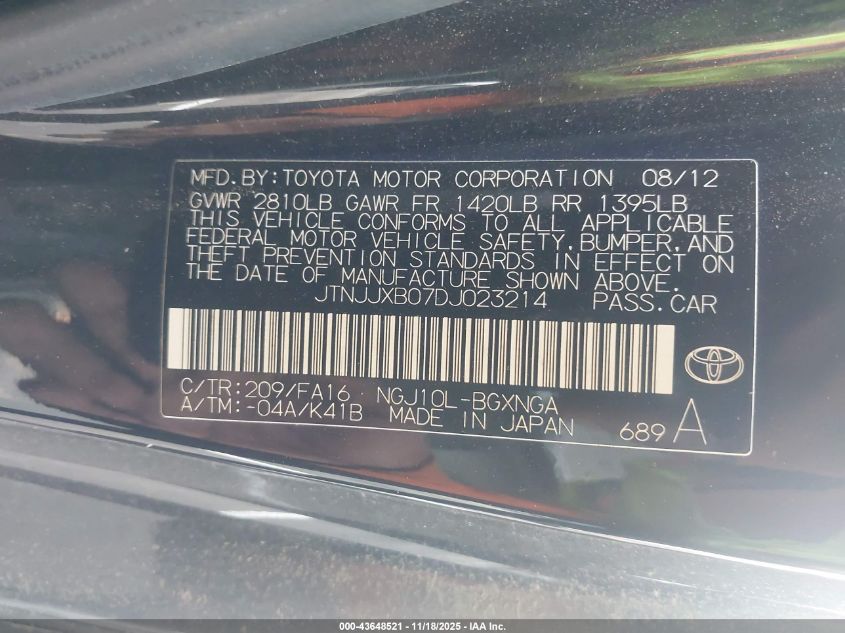 MFD.BY:TOYOTA MOTOR CORPORATION 08/12
GVWR 2810LB GAWR FR 1420LB RR 1395LB
THIS VEHICLE CONFORMS TO ALL APPLICABLE
FEDERAL MOTOR VEHICLE SAFETY,BUMPER,AND
THEFT PREVENTION STANDARDS IN EFFECT ON
THE DATE OF MANUFACTURE SHOWN ABOVE.
JTNJJXB07DJ023214 PASS.CAR
C/TR:209/FA16 NGJ10L-BGXNGA
A/TM:-04A/K41B MADE IN JAPAN 689 A
000-43648521 - 11/18/2025 - IAA Inc.